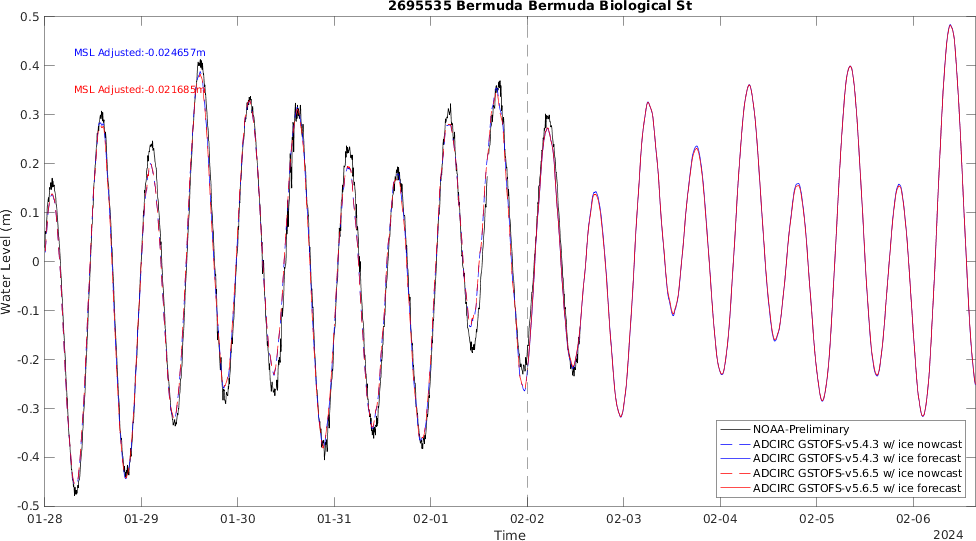 2695535 Bermuda Bermuda Biological St
MSL Adjusted:-0.024657m
MSL Adjusted:-0.021685m
0.5
0.4
0.3
0.2
0.1
0
-0.1
-0.2
-0.3
-0.4
-0.5
Water Level (m)
NOAA-Preliminary
ADCIRC GSTOFS-v5.4.3 w/ ice nowcast
ADCIRC GSTOFS-v5.4.3 w/ ice forecast
ADCIRC GSTOFS-v5.6.5 w/ ice nowcast
ADCIRC GSTOFS-v5.6.5 w/ ice forecast
01-28 01-29 01-30 01-31 02-01 02-02 02-03 02-04 02-05 02-06
Time
2024